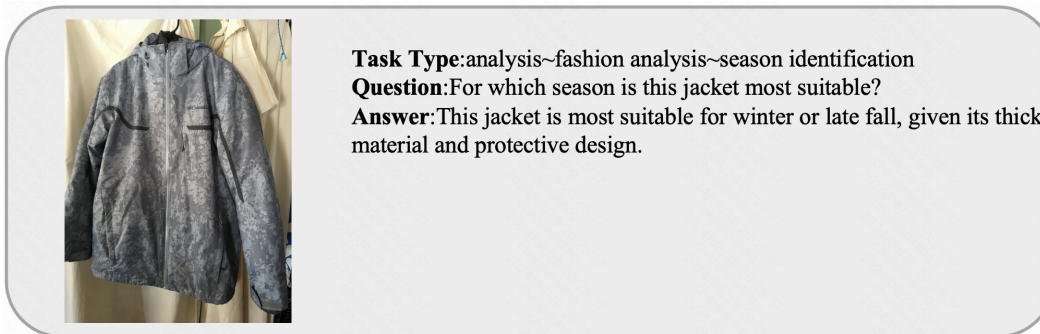 Task Type:analysis~fashion analysis~season identification
Question:For which season is this jacket most suitable?
Answer:This jacket is most suitable for winter or late fall, given its thick
material and protective design.